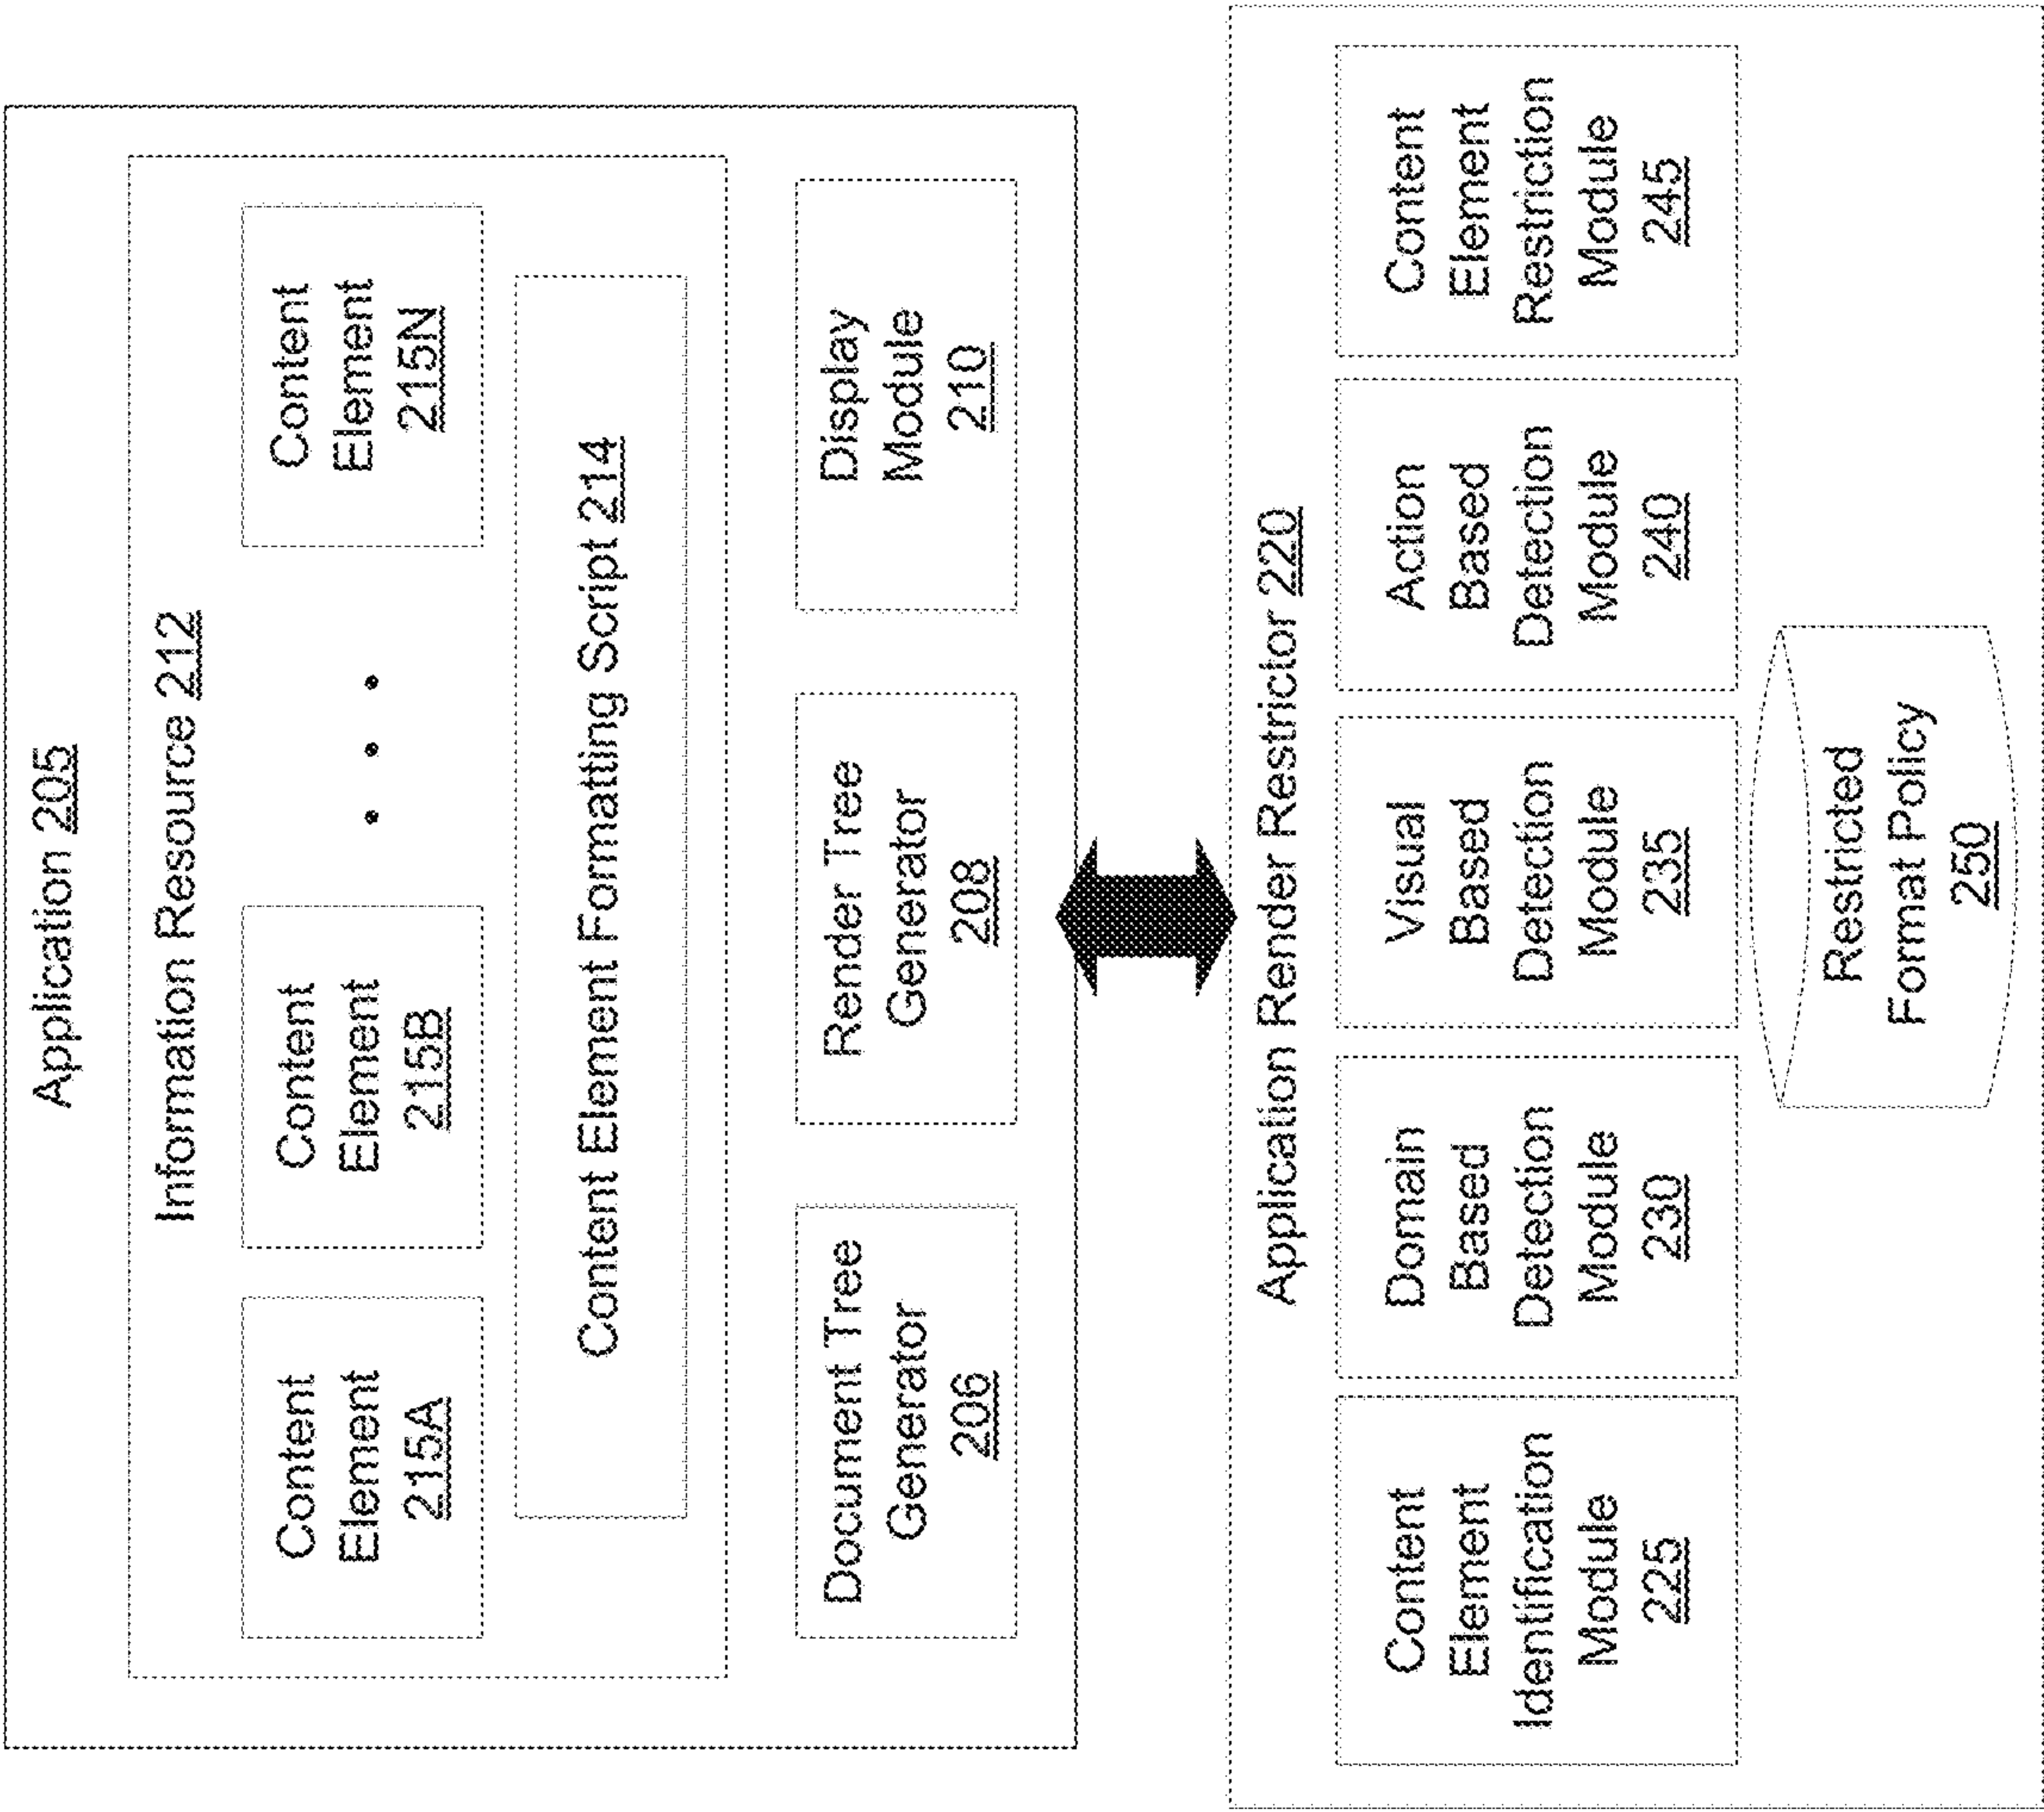 Application 205
Information Resource 212
Content
Element
215A
Content
Element
215B
• • •
Content
Element
215N
Content Element Formatting Script 214
Document Tree
Generator
206
Render Tree
Generator
208
Display
Module
210
Application Render Restrictor 220
Content
Element
Identification
Module
225
Domain
Based
Detection
Module
230
Visual
Based
Detection
Module
235
Action
Based
Detection
Module
240
Content
Element
Restriction
Module
245
Restricted
Format Policy
250